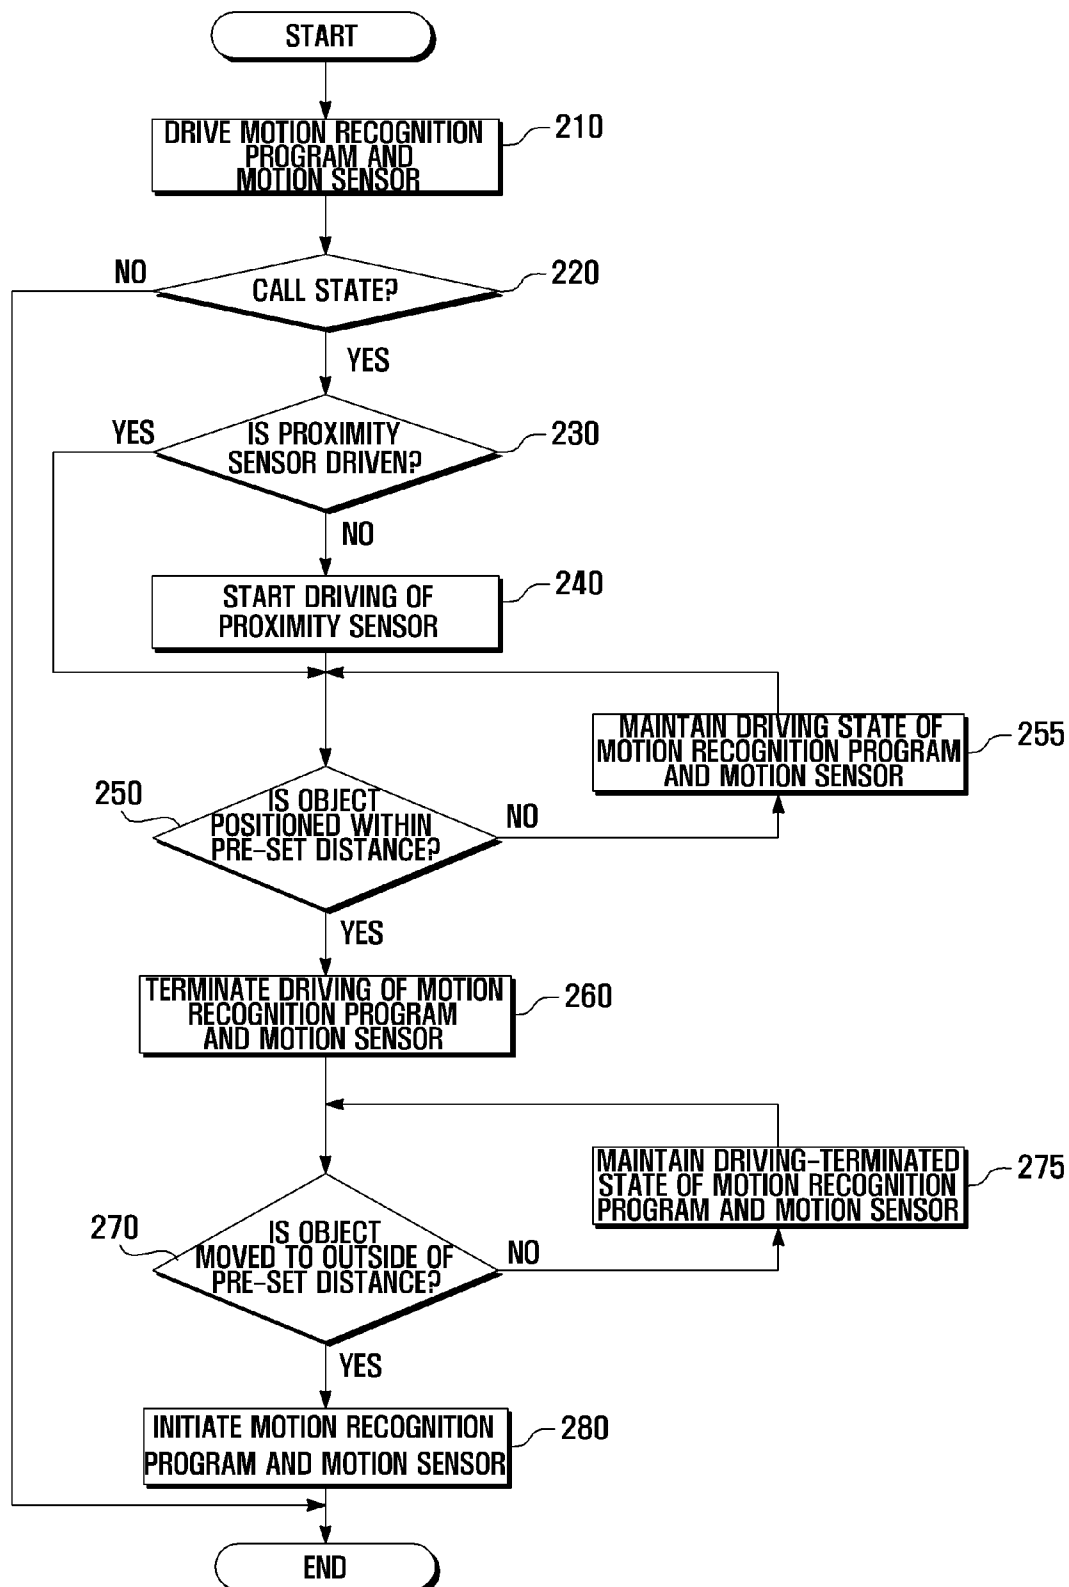 START
DRIVE MOTION RECOGNITION
PROGRAM AND
MOTION SENSOR
210
NO
CALL STATE?
220
YES
YES
IS PROXIMITY
SENSOR DRIVEN?
230
NO
START DRIVING OF
PROXIMITY SENSOR
240
MAINTAIN DRIVING STATE OF
MOTION RECOGNITION PROGRAM
AND MOTION SENSOR
255
250
IS OBJECT
POSITIONED WITHIN
PRE-SET DISTANCE?
NO
YES
TERMINATE DRIVING OF MOTION
RECOGNITION PROGRAM
AND MOTION SENSOR
260
MAINTAIN DRIVING-TERMINATED
STATE OF MOTION RECOGNITION
PROGRAM AND MOTION SENSOR
275
270
IS OBJECT
MOVED TO OUTSIDE OF
PRE-SET DISTANCE?
NO
YES
INITIATE MOTION RECOGNITION
PROGRAM AND MOTION SENSOR
280
END